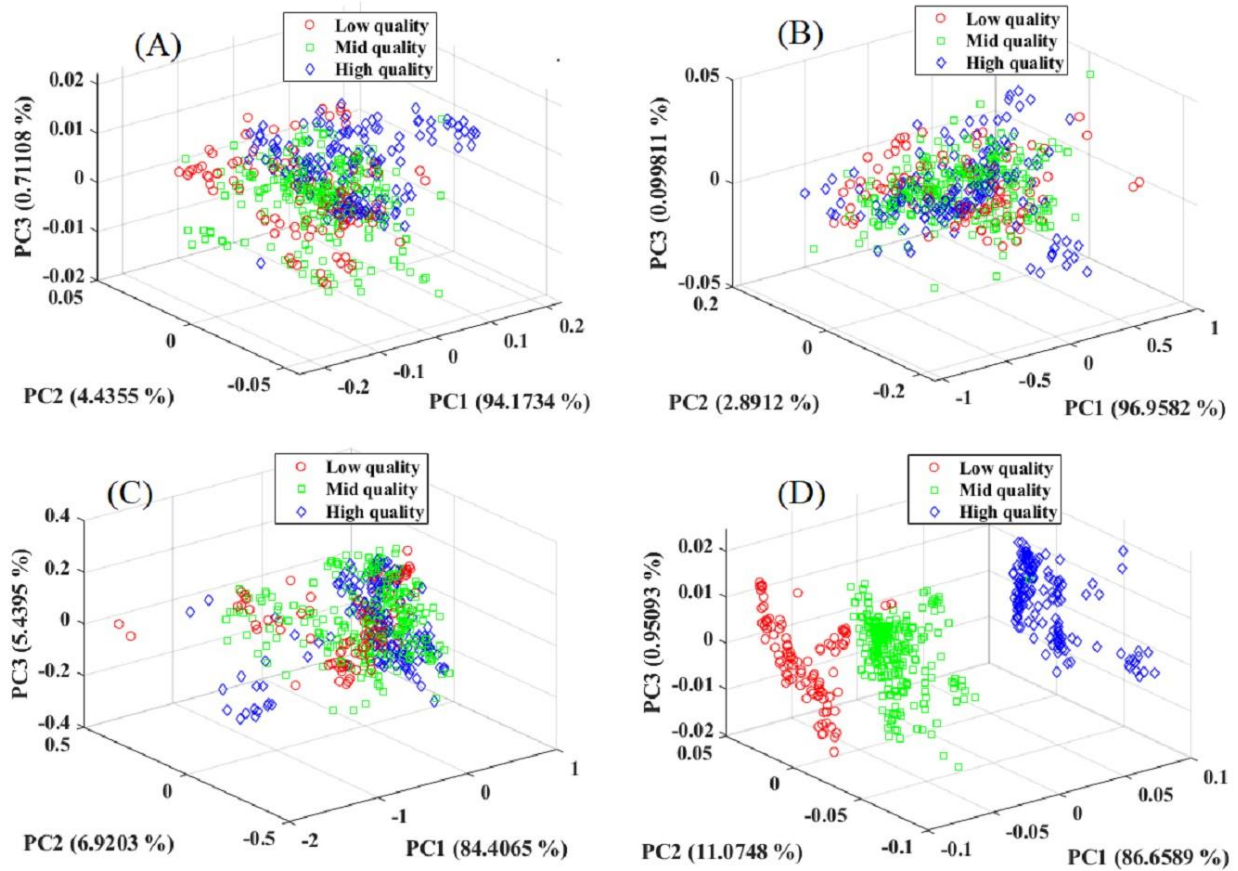 (A)
Low quality
Mid quality
High quality
0.02
0.01
0
-0.01
-0.02
PC3 (0.71108 %)
0.05
0
-0.05
PC2 (4.4355 %)
-0.2
-0.1
0
0.1
0.2
PC1 (94.1734 %)
(B)
Low quality
Mid quality
High quality
0.05
0
-0.05
PC3 (0.099811 %)
0.2
0
-0.2
PC2 (2.8912 %)
-1
-0.5
0
0.5
1
PC1 (96.9582 %)
(C)
Low quality
Mid quality
High quality
0.4
0.2
0
-0.2
-0.4
PC3 (5.4395 %)
0.5
0
-0.5
PC2 (6.9203 %)
-2
-1
0
1
PC1 (84.4065 %)
(D)
Low quality
Mid quality
High quality
0.02
0.01
0
-0.01
-0.02
PC3 (0.95093 %)
0.05
0
-0.05
-0.1
PC2 (11.0748 %)
-0.1
-0.05
0
0.05
0.1
PC1 (86.6589 %)